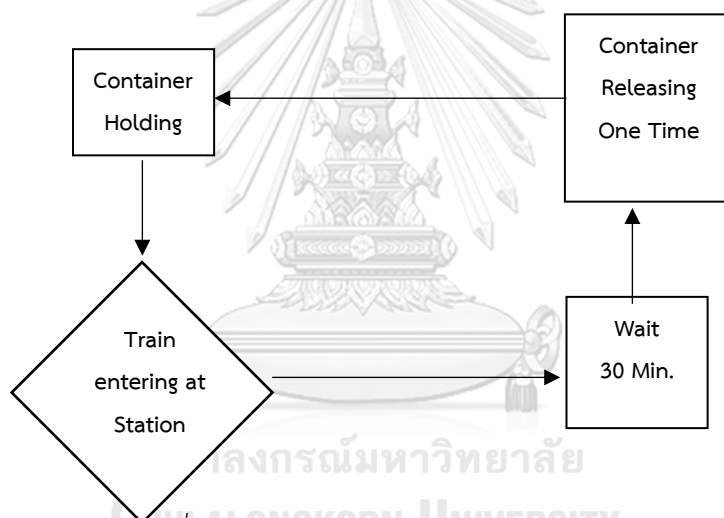 Container
Holding
Container
Releasing
One Time
Train
entering at
Station
Wait
30 Min.
ลงกรณ์มหาวิทยาลัย
UNIVERSITY